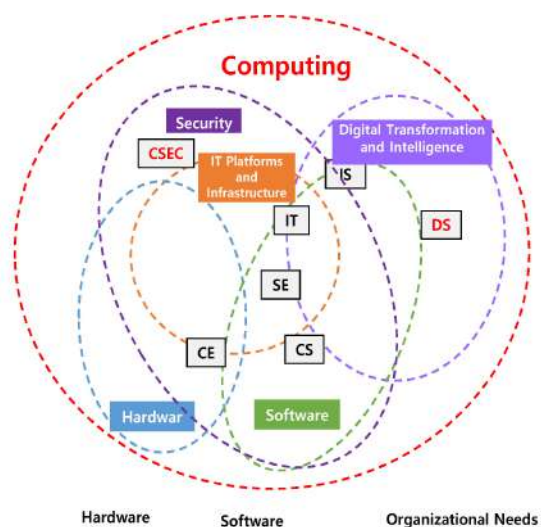 Computing
Security
Digital Transformation
and Intelligence
CSEC
IT Platforms
and
Infrastructure
IS
IT
DS
SE
CE
CS
Hardwar
Software
Hardware
Software
Organizational Needs